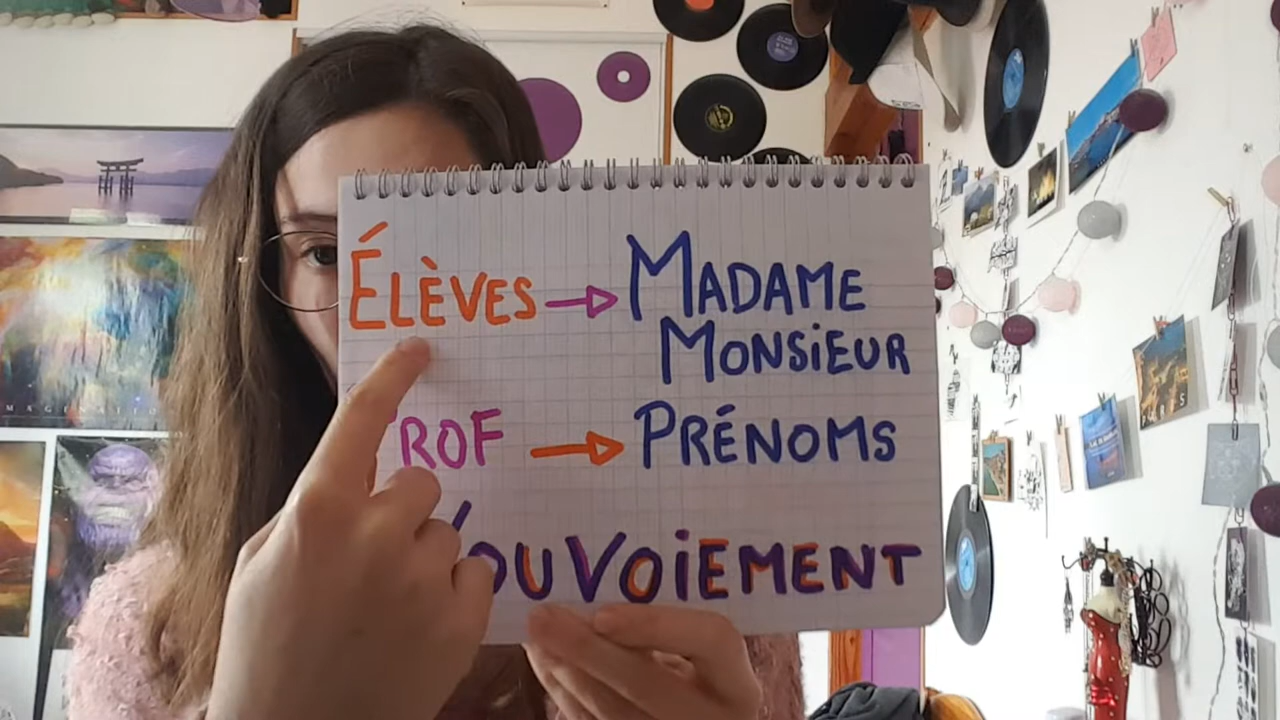 ÉLÈVES → MADAME
MONSIEUR
PROF → PRÉNOMS
VOUVOIEMENT